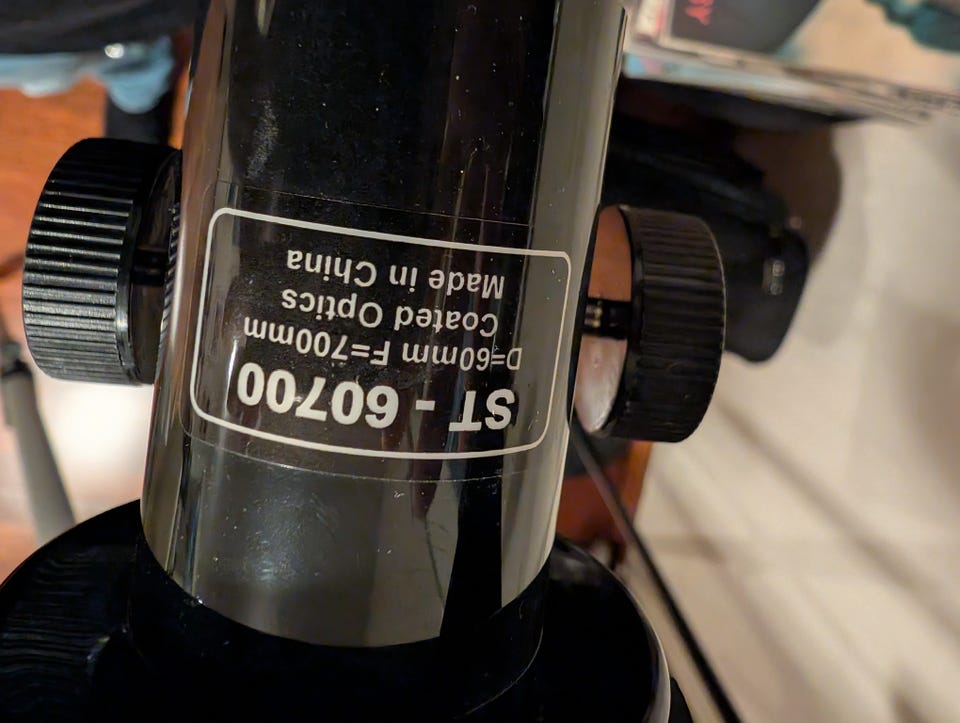 ST - 60700
D=60mm F=700mm
Coated Optics
Made in China